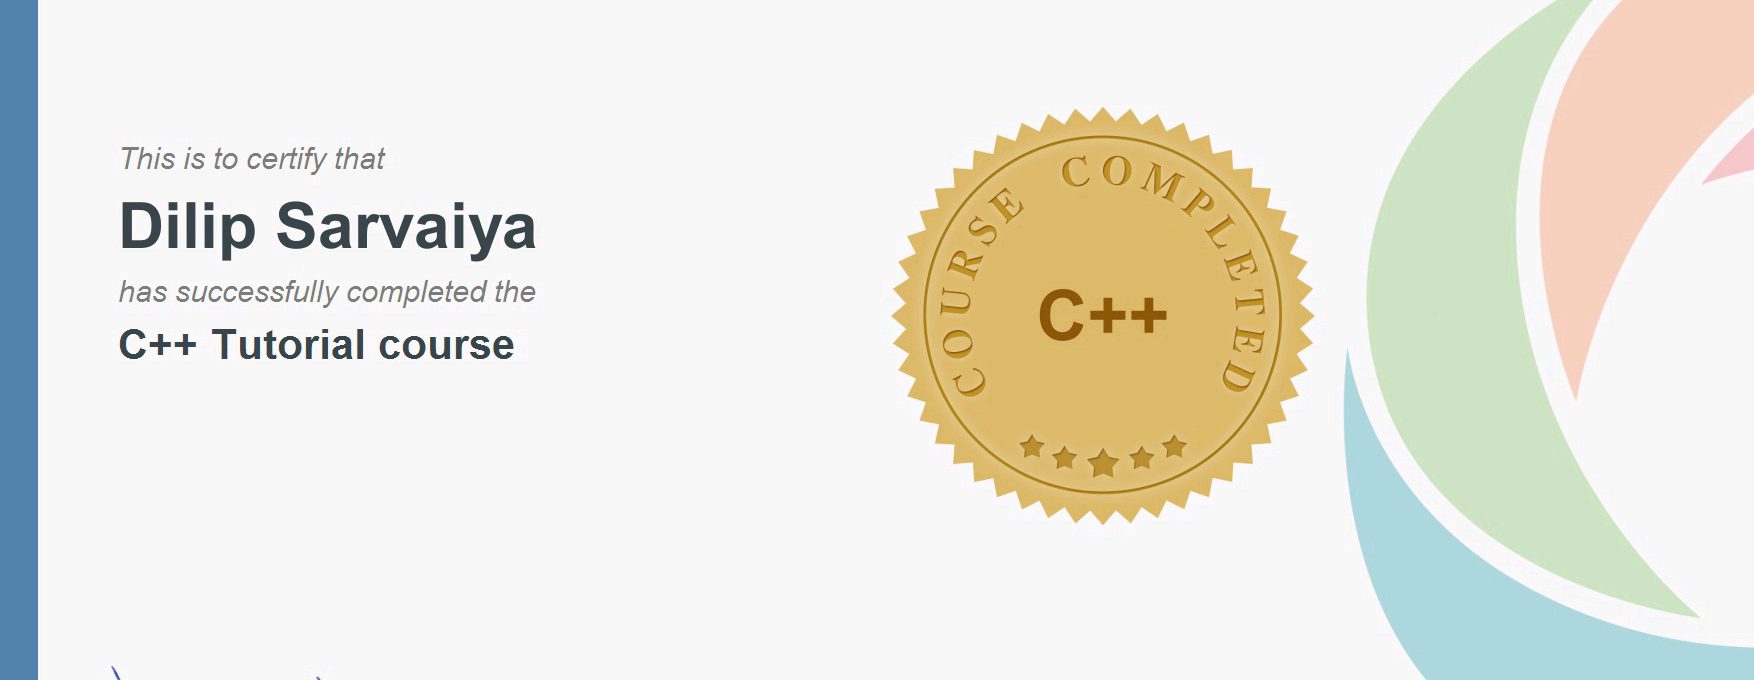 This is to certify that
Dilip Sarvaiya
has successfully completed the
C++ Tutorial course
COURSE COMPLETED
C++